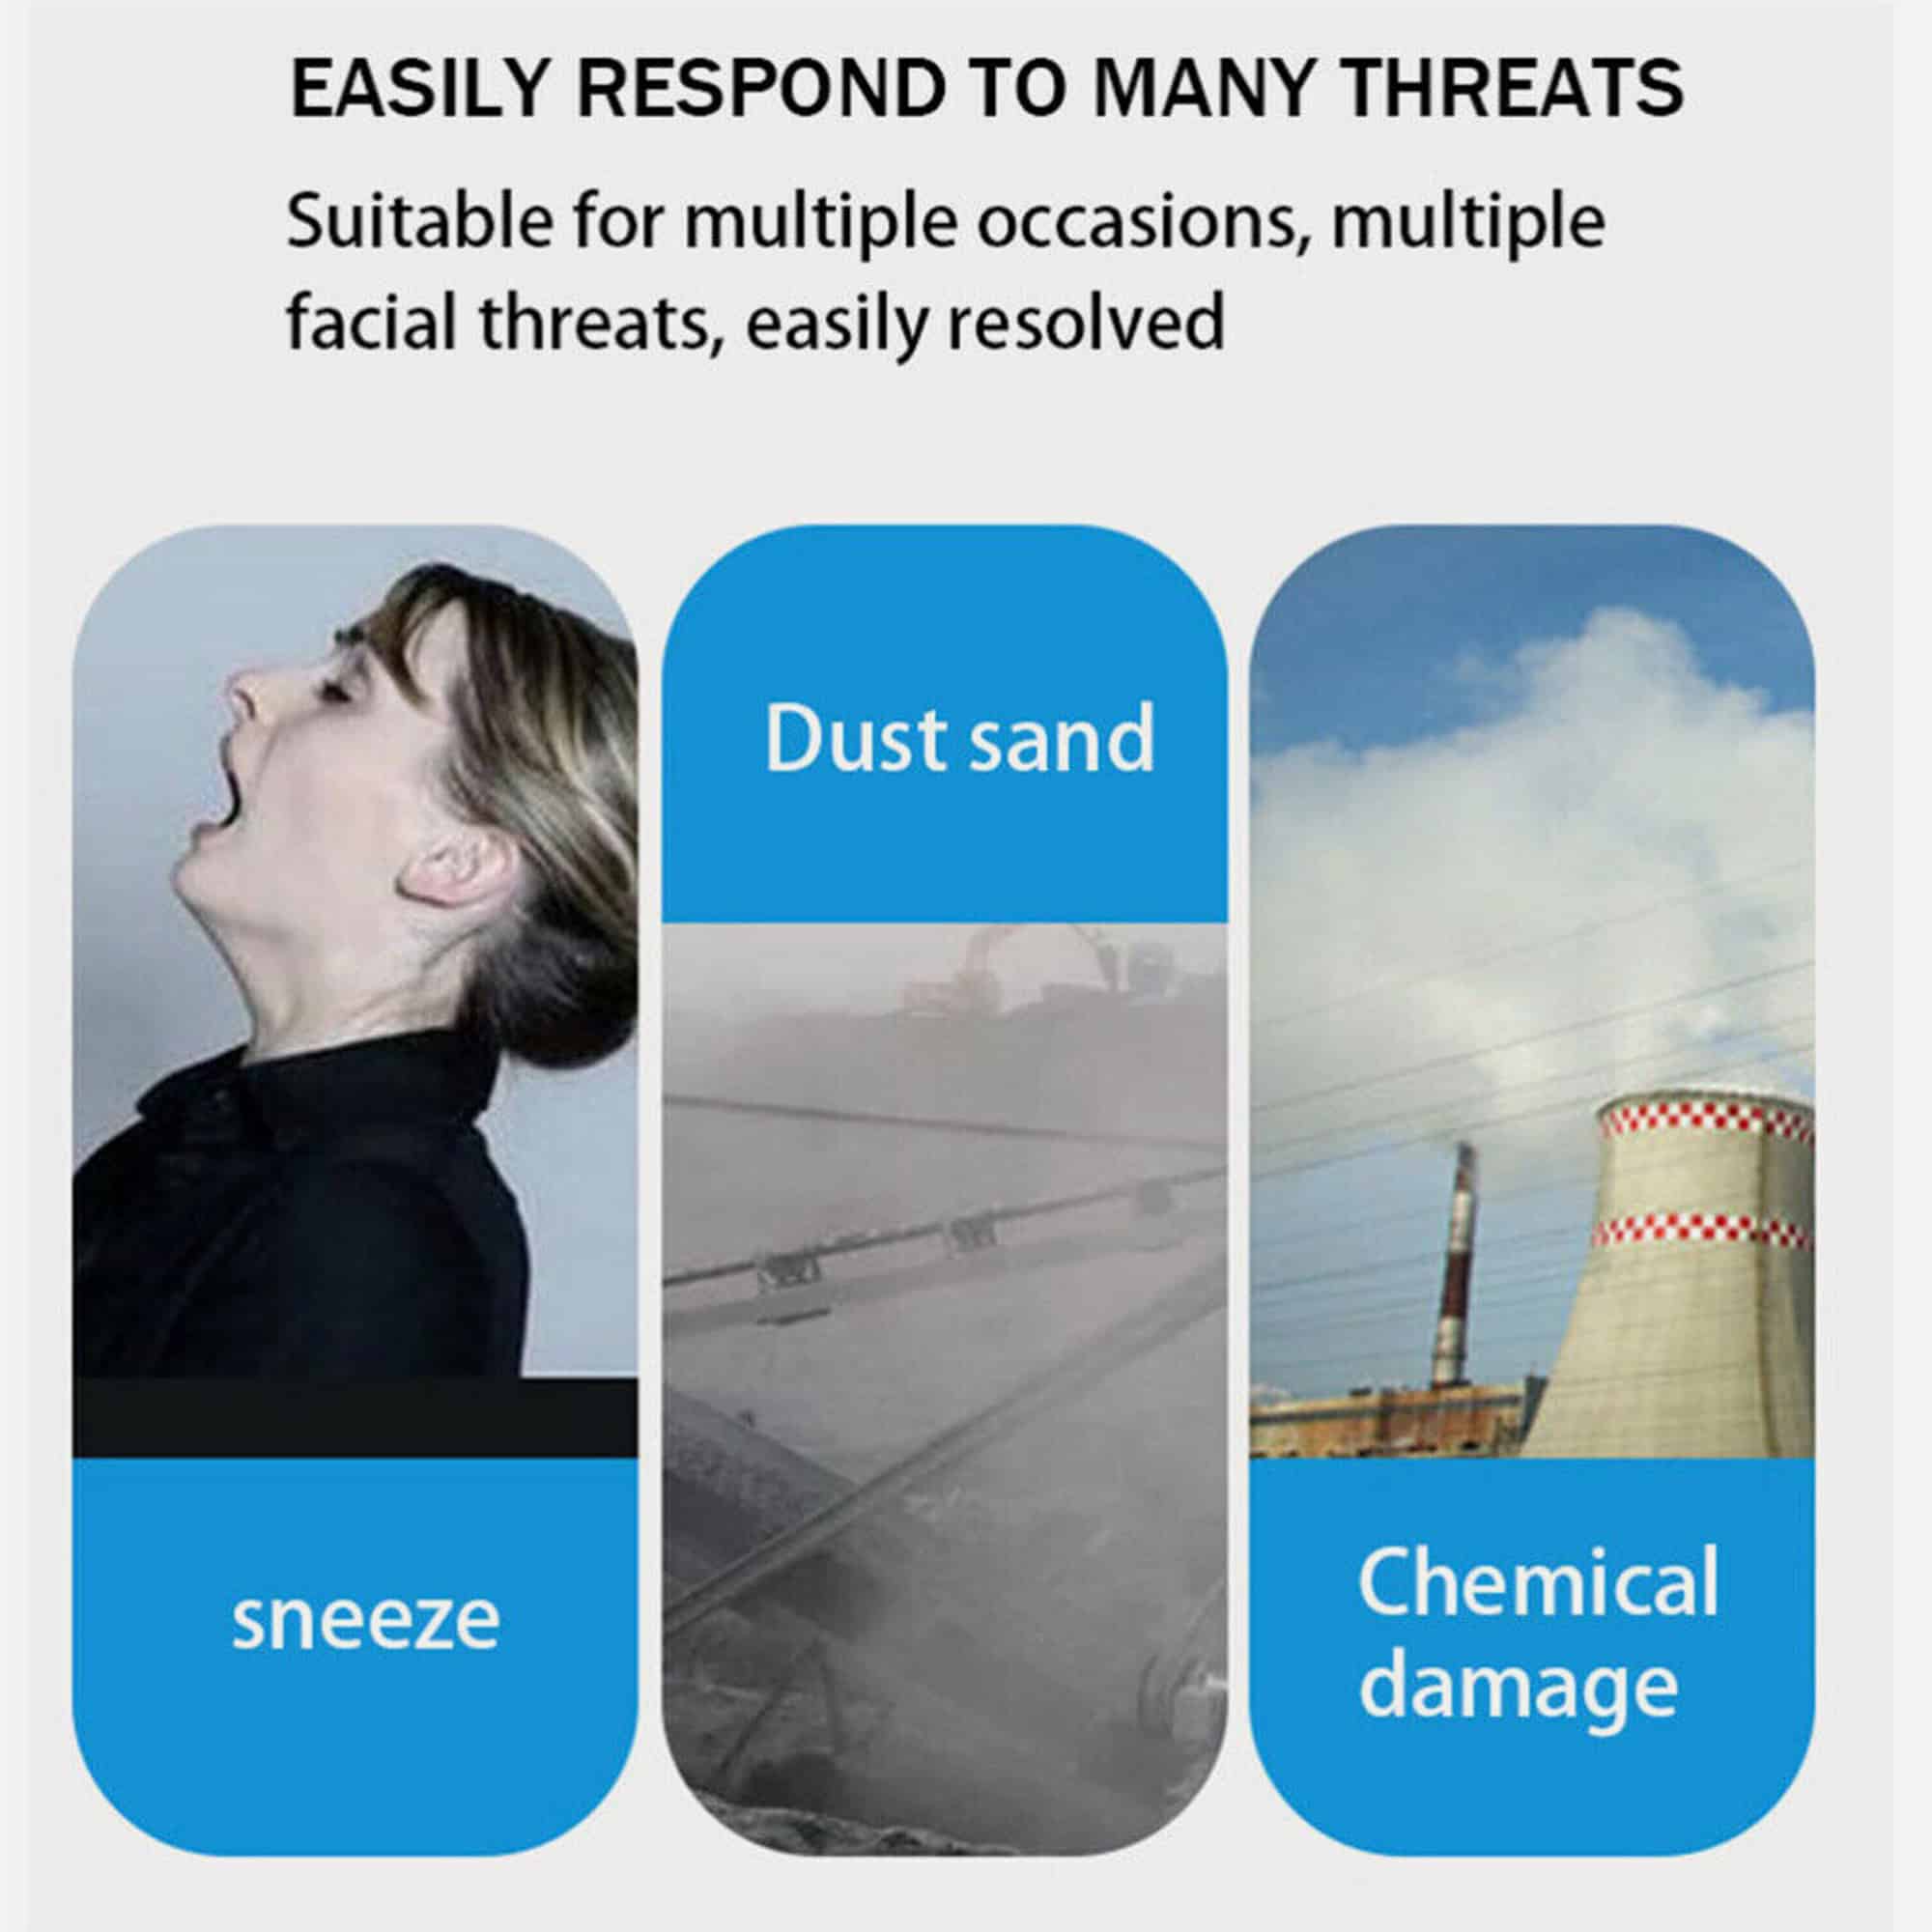 EASILY RESPOND TO MANY THREATS
Suitable for multiple occasions, multiple
facial threats, easily resolved
Dust sand
sneeze
Chemical
damage